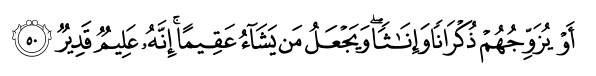 أَوْ يُزَوِّجُهُمْ ذُكْرَانًا وَإِنَٰثًا ۖ وَيَجْعَلُ مَن يَشَآءُ عَقِيمًا ۚ إِنَّهُۥ عَلِيمٌ قَدِيرٌ ۝٥٠